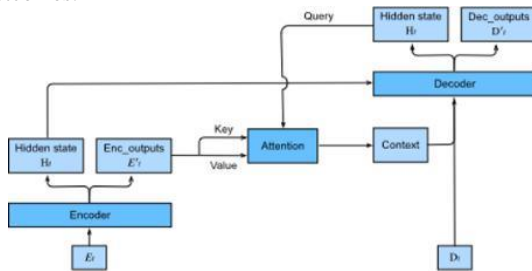 Query
Hidden state
Ht
Dec_outputs
D't
Decoder
Hidden state
Ht
Enc_outputs
E't
Key
Value
Attention
Context
Encoder
Et
Dt